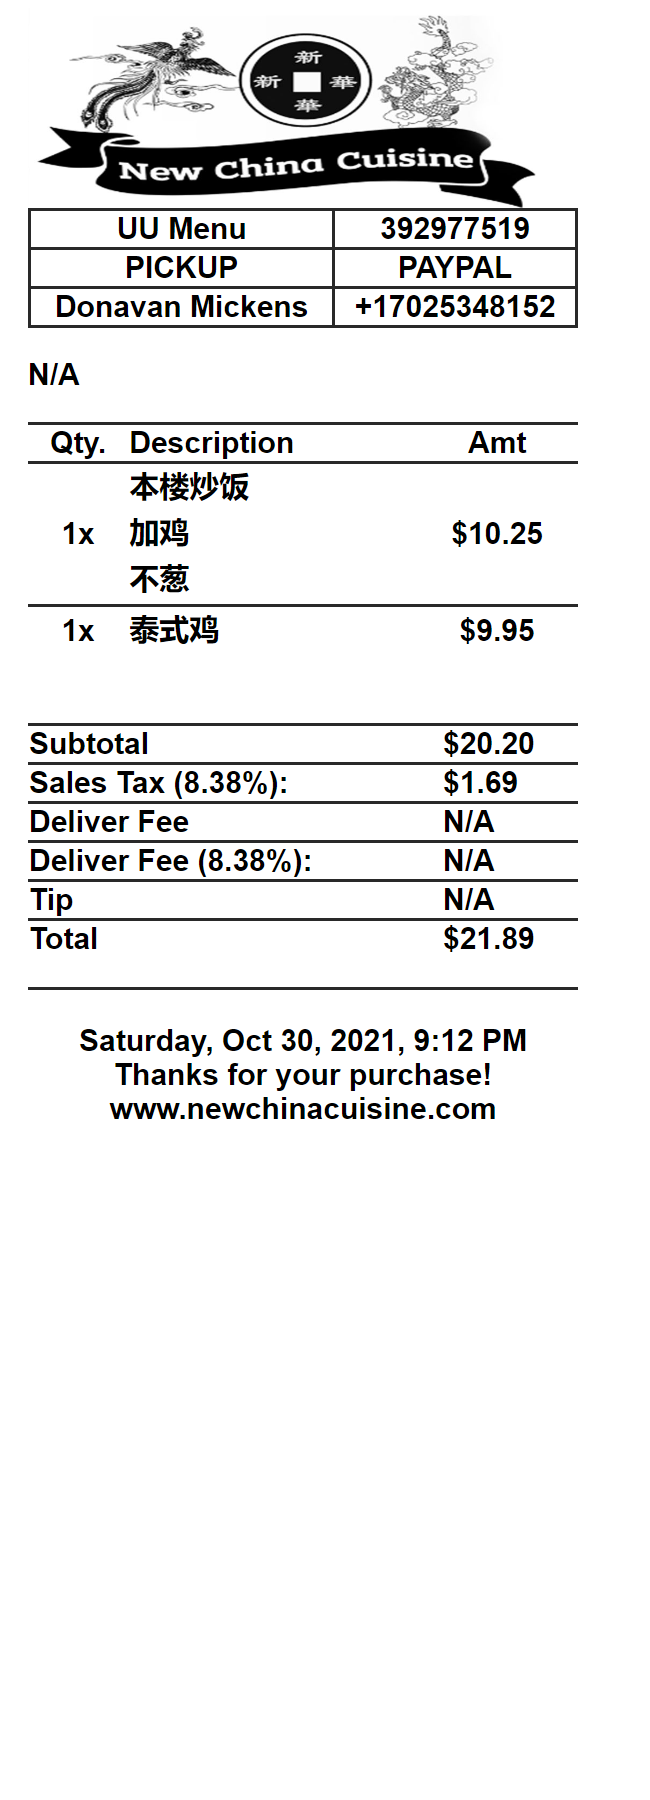 新
新 華
華
New China Cuisine
UU Menu 392977519
PICKUP PAYPAL
Donavan Mickens +17025348152
N/A
Qty. Description Amt
本楼炒饭
1x 加鸡 $10.25
不葱
1x 泰式鸡 $9.95
Subtotal $20.20
Sales Tax (8.38%): $1.69
Deliver Fee N/A
Deliver Fee (8.38%): N/A
Tip N/A
Total $21.89
Saturday, Oct 30, 2021, 9:12 PM
Thanks for your purchase!
www.newchinacuisine.com